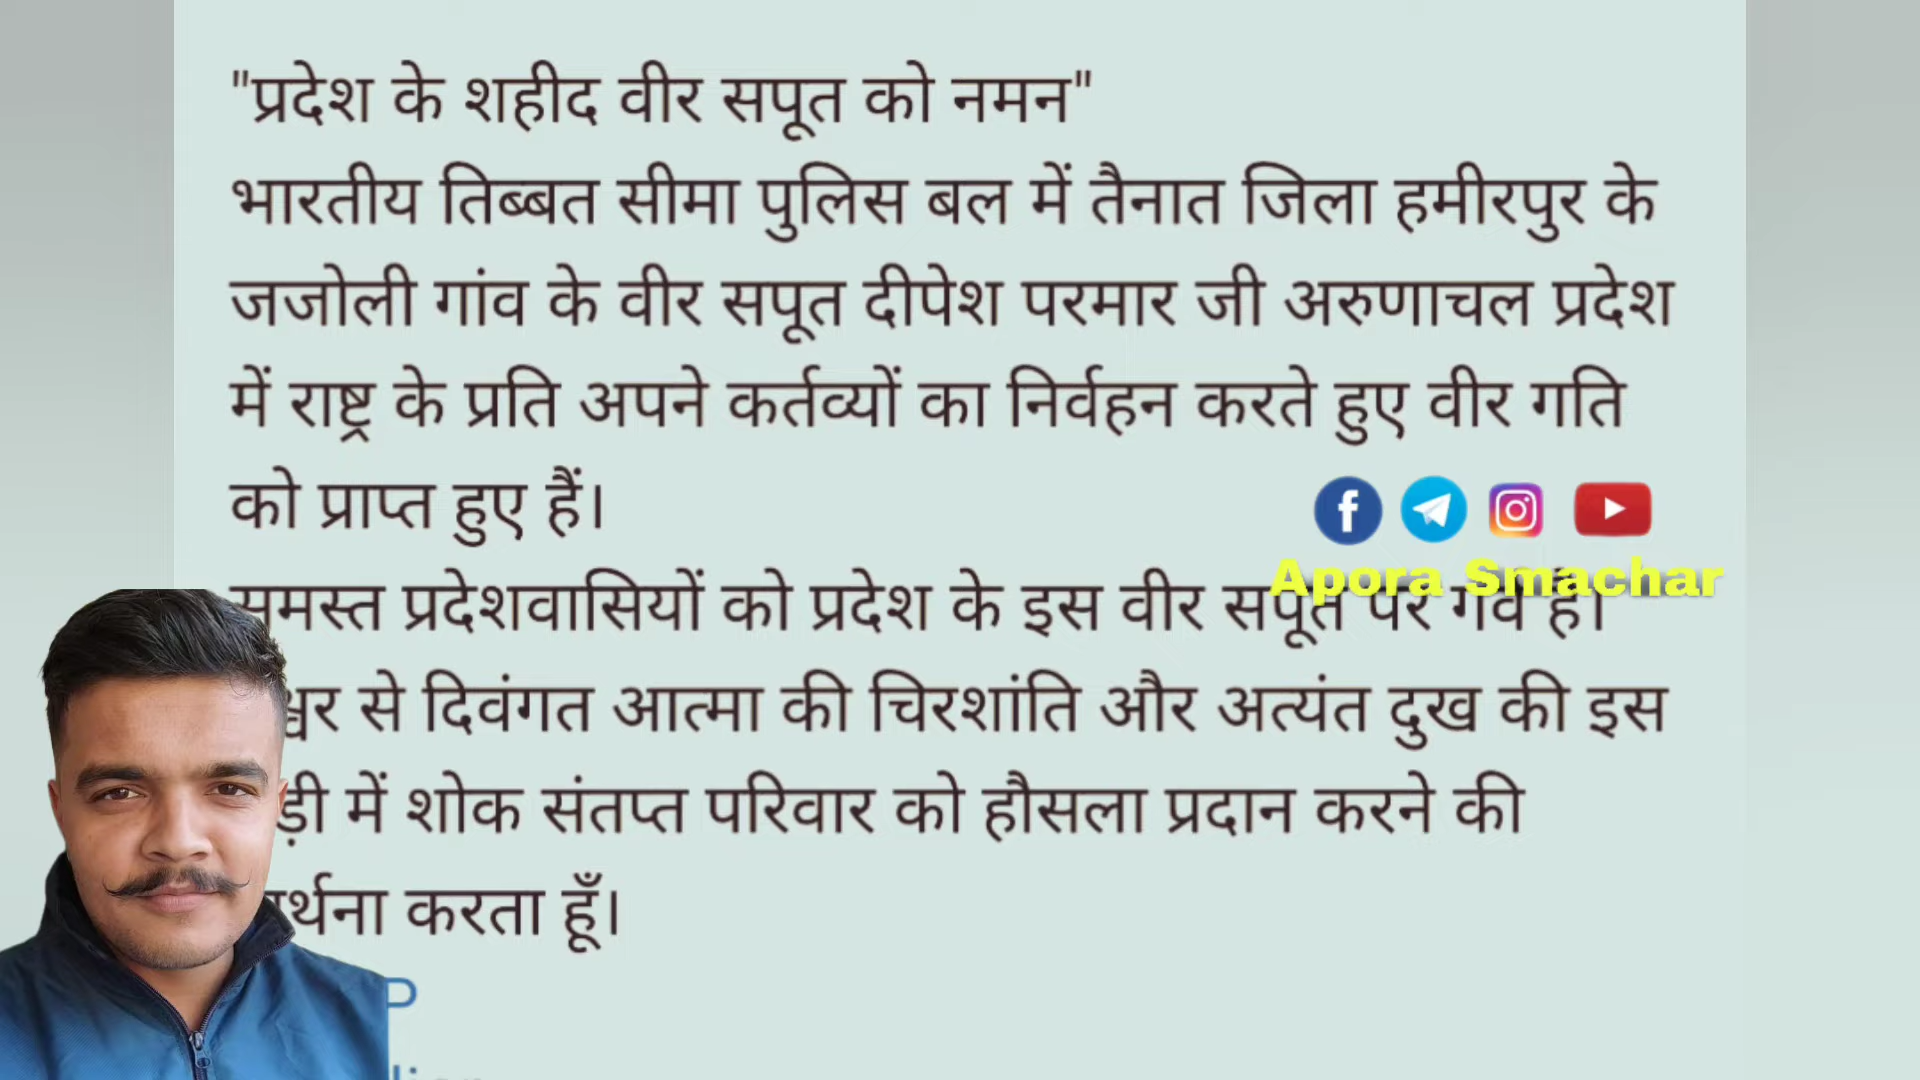 "प्रदेश के शहीद वीर सपूत को नमन"
भारतीय तिब्बत सीमा पुलिस बल में तैनात जिला हमीरपुर के
जजोली गांव के वीर सपूत दीपेश परमार जी अरुणाचल प्रदेश
में राष्ट्र के प्रति अपने कर्तव्यों का निर्वहन करते हुए वीर गति
को प्राप्त हुए हैं।
Apora Smachar
समस्त प्रदेशवासियों को प्रदेश के इस वीर सपूत पर गर्व है।
से दिवंगत आत्मा की चिरशांति और अत्यंत दुख की इस
में शोक संतप्त परिवार को हौसला प्रदान करने की
करता हूँ।